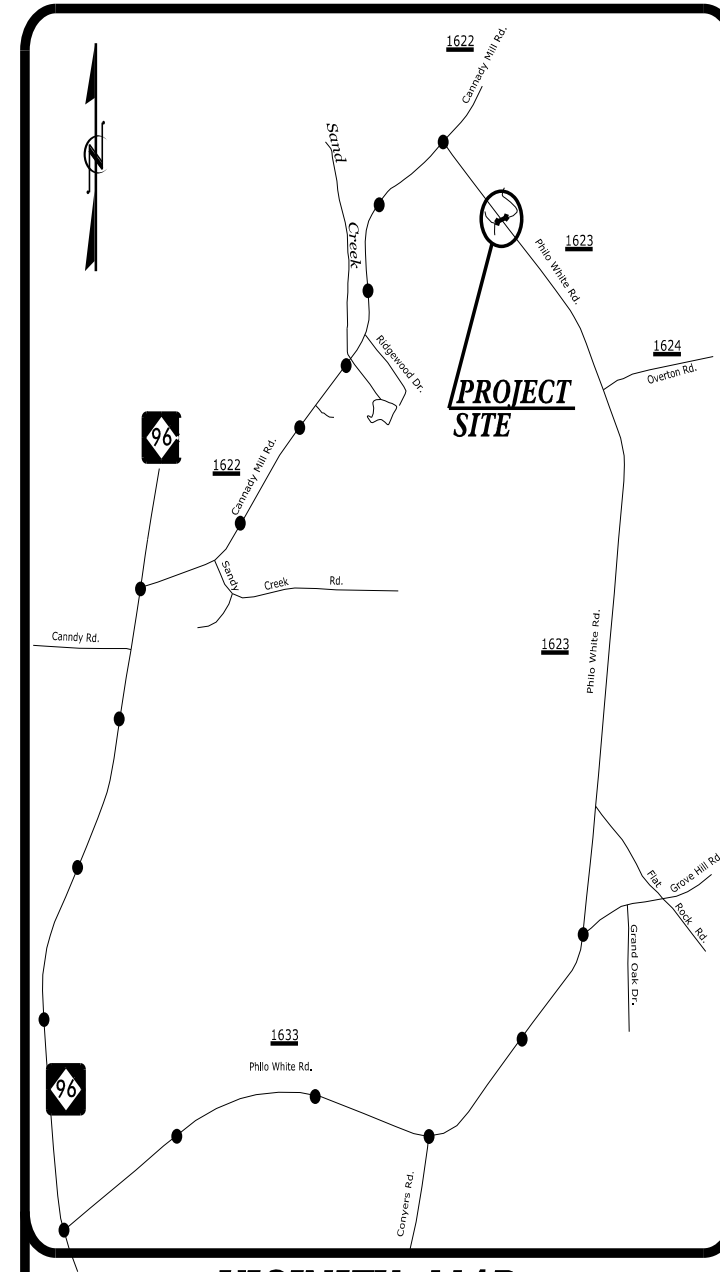 1622
Cannady Mill Rd.
Sand
Creek
N
1623
Philo White Rd.
1624
Overton Rd.
Ridgewood Dr.
PROJECT
SITE
96
1622
Cannady Mill Rd.
Sandy Creek Rd.
Canndy Rd.
1623
Philo White Rd.
Flat Rock Rd.
Grove Hill Rd
Grand Oak Dr.
1633
Philo White Rd.
96
Conyers Rd.
VICINITY MAP